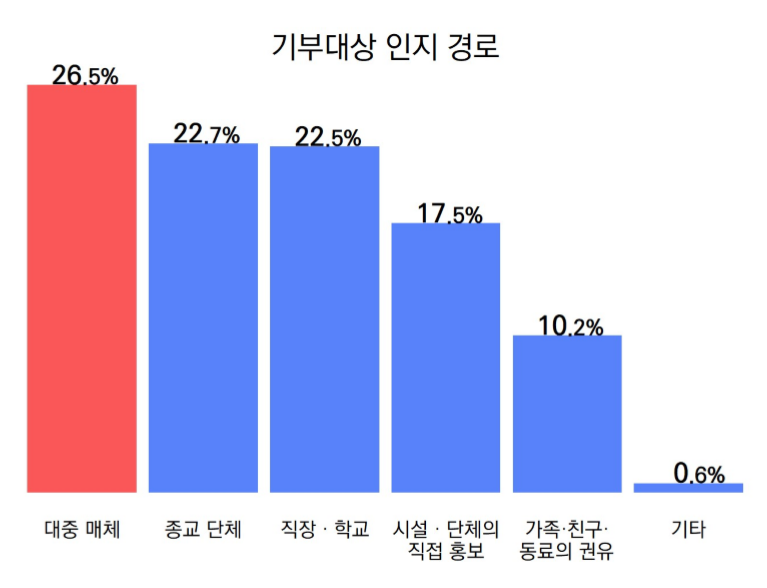 기부대상 인지 경로
26.5%
22.7%
22.5%
17.5%
10.2%
0.6%
대중 매체
종교 단체
직장 · 학교
시설 · 단체의
직접 홍보
가족·친구·
동료의 권유
기타